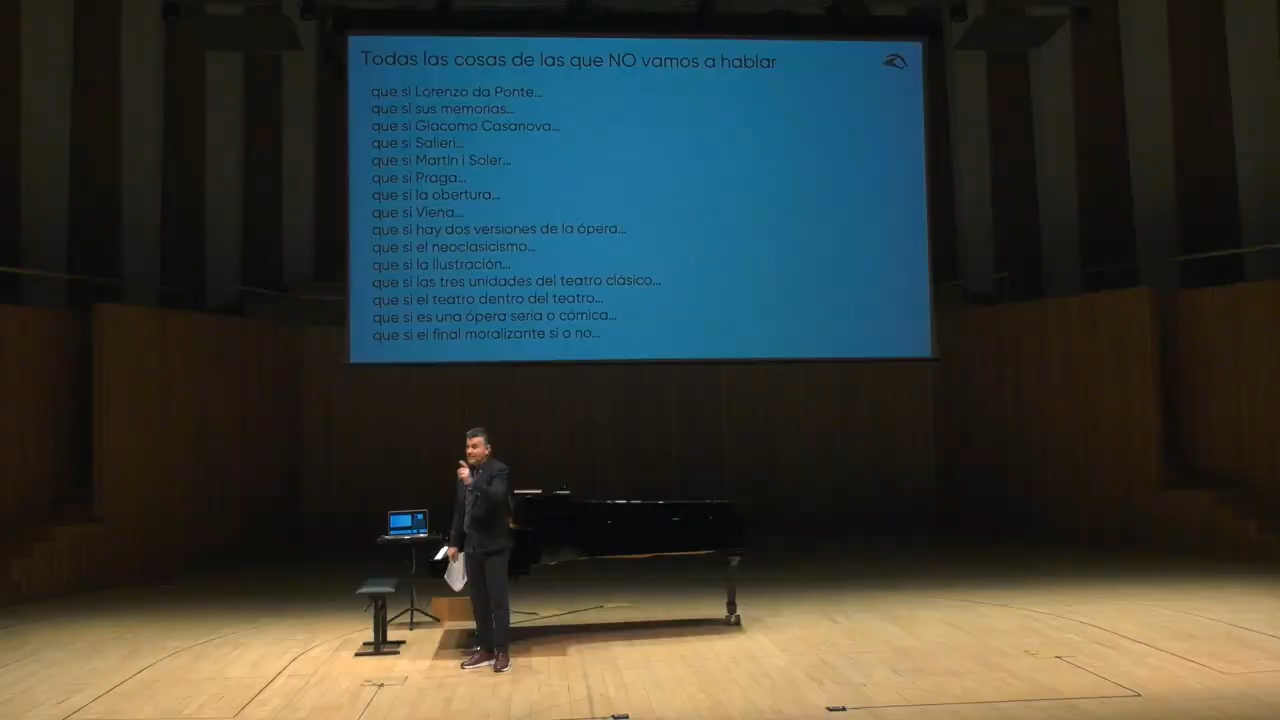 Todas las cosas de las que NO vamos a hablar
que si Lorenzo da Ponte...
que si sus memorias...
que si Giacomo Casanova...
que si Salieri...
que si Martín i Soler...
que si Praga...
que si la obertura...
que si Viena...
que si hay dos versiones de la ópera...
que si el neoclasicismo...
que si la Ilustración...
que si las tres unidades del teatro clásico...
que si el teatro dentro del teatro...
que si es una ópera seria o cómica...
que si el final moralizante si o no...